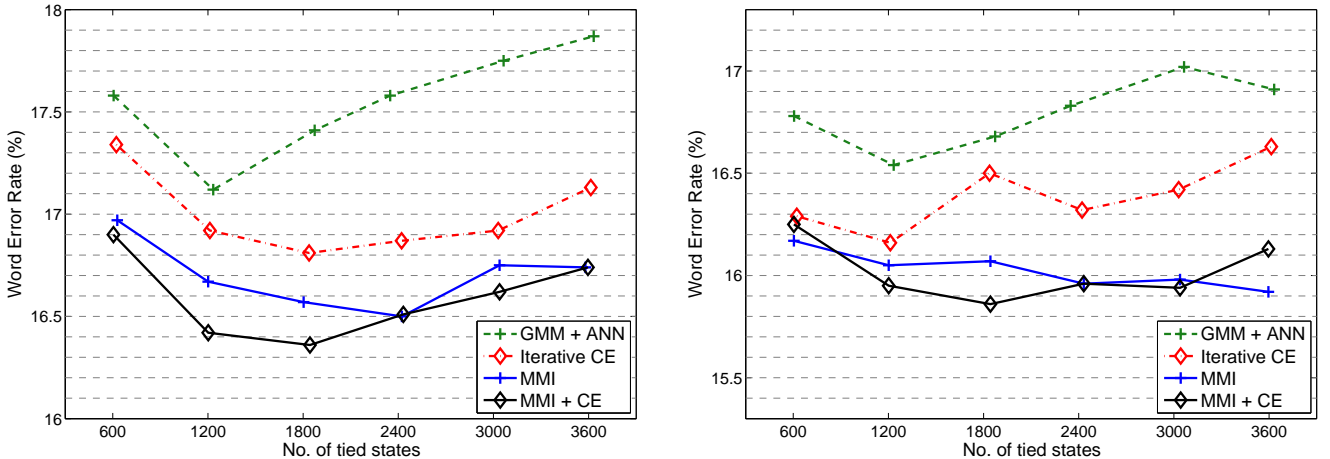 18
17.5
17
16.5
16
Word Error Rate (%)
600 1200 1800 2400 3000 3600
No. of tied states
GMM + ANN
Iterative CE
MMI
MMI + CE
17
16.5
16
15.5
Word Error Rate (%)
600 1200 1800 2400 3000 3600
No. of tied states
GMM + ANN
Iterative CE
MMI
MMI + CE